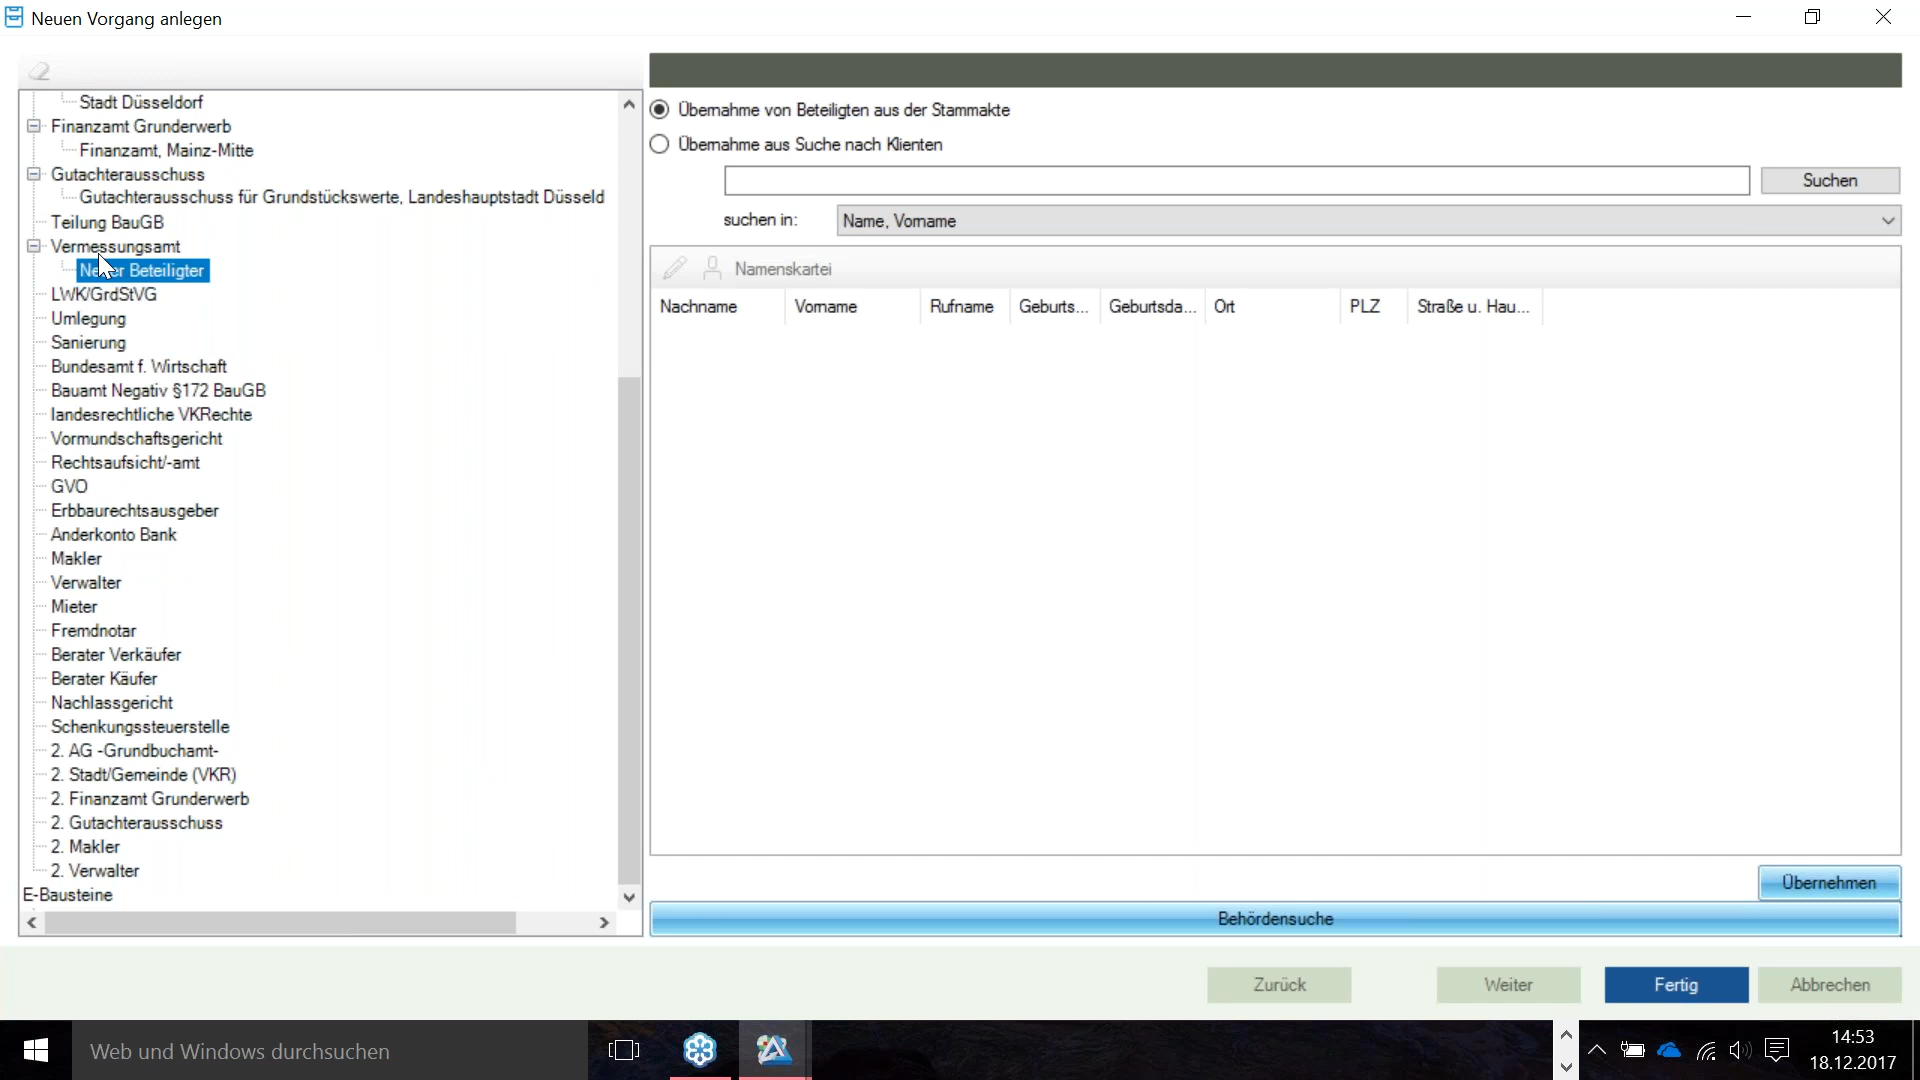 Neuen Vorgang anlegen
Stadt Düsseldorf
Finanzamt Grunderwerb
Finanzamt, Mainz-Mitte
Gutachterausschuss
Gutachterausschuss für Grundstückswerte, Landeshauptstadt Düsseld
Teilung BauGB
Vermessungsamt
Neuer Beteiligter
LWK/GrdStVG
Umlegung
Sanierung
Bundesamt f. Wirtschaft
Bauamt Negativ §172 BauGB
landesrechtliche VKRechte
Vormundschaftsgericht
Rechtsaufsicht/-amt
GVO
Erbbaurechtsausgeber
Anderkonto Bank
Makler
Verwalter
Mieter
Fremdnotar
Berater Verkäufer
Berater Käufer
Nachlassgericht
Schenkungssteuerstelle
2. AG -Grundbuchamt-
2. Stadt/Gemeinde (VKR)
2. Finanzamt Grunderwerb
2. Gutachterausschuss
2. Makler
2. Verwalter
E-Bausteine
Übernahme von Beteiligten aus der Stammakte
Übernahme aus Suche nach Klienten
Suchen
suchen in: Name, Vorname
Namenskartei
Nachname Vorname Rufname Geburts... Geburtsda... Ort PLZ Straße u. Hau...
Übernehmen
Behördensuche
Zurück Weiter Fertig Abbrechen
Web und Windows durchsuchen
14:53
18.12.2017